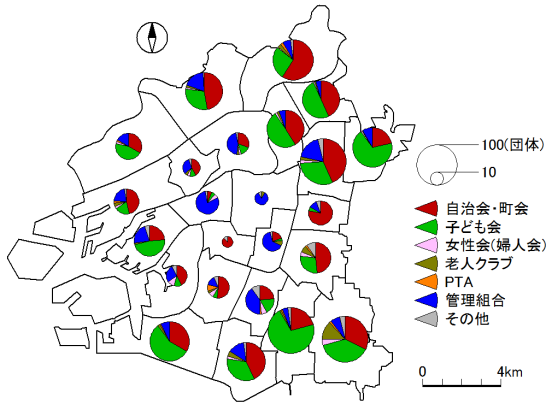 100(団体)
10
自治会・町会
子ども会
女性会(婦人会)
老人クラブ
PTA
管理組合
その他
0 4km